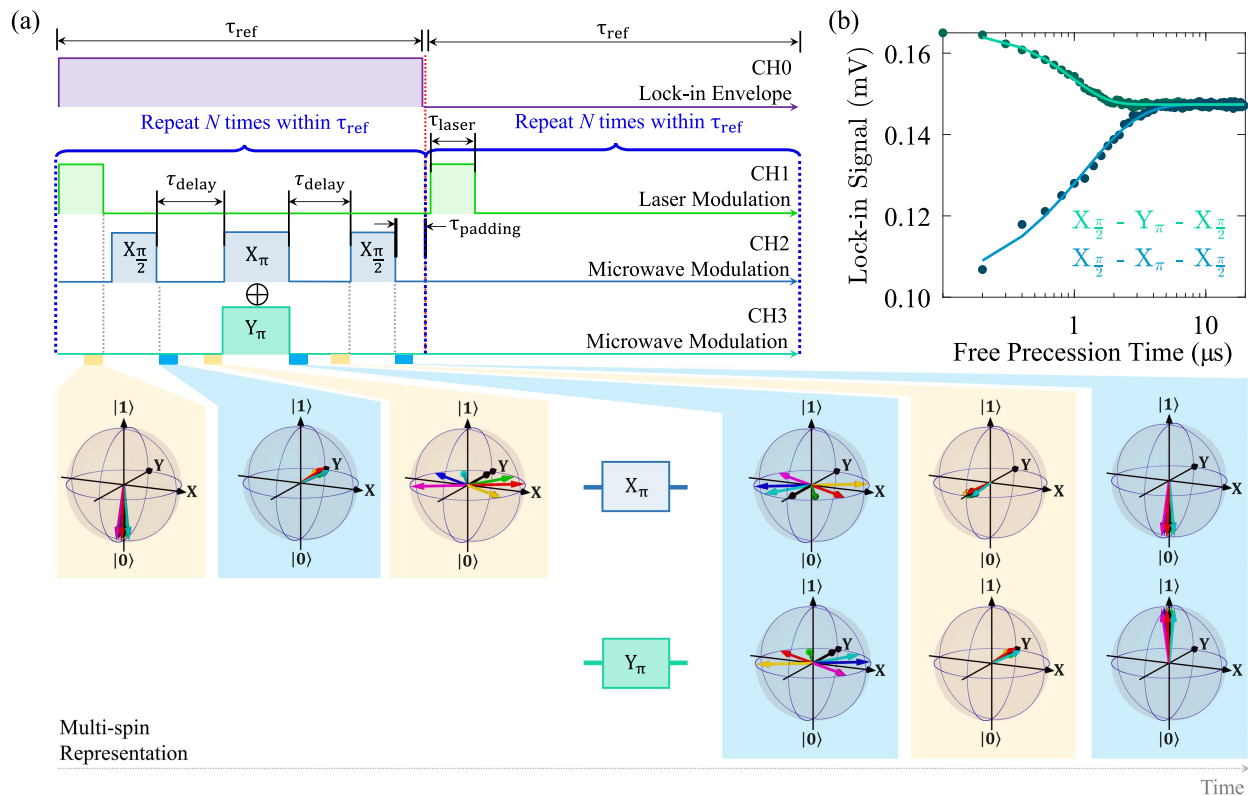 (a)
τref
τref
CH0
Lock-in Envelope
Repeat N times within τref
τlaser
Repeat N times within τref
τdelay
τdelay
CH1
Laser Modulation
Xπ/2
Xπ
Xπ/2
τpadding
CH2
Microwave Modulation
⊕
Yπ
CH3
Microwave Modulation
(b)
Lock-in Signal (mV)
0.16
0.14
0.12
0.10
Xπ/2 - Yπ - Xπ/2
Xπ/2 - Xπ - Xπ/2
1
10
Free Precession Time (μs)
|1⟩
|1⟩
|1⟩
|1⟩
|1⟩
|1⟩
Y
Y
Y
Y
Y
Y
X
X
X
Xπ
X
X
X
|0⟩
|0⟩
|0⟩
|0⟩
|0⟩
|0⟩
|1⟩
|1⟩
|1⟩
Y
Y
Y
Yπ
X
X
X
|0⟩
|0⟩
|0⟩
Multi-spin
Representation
Time